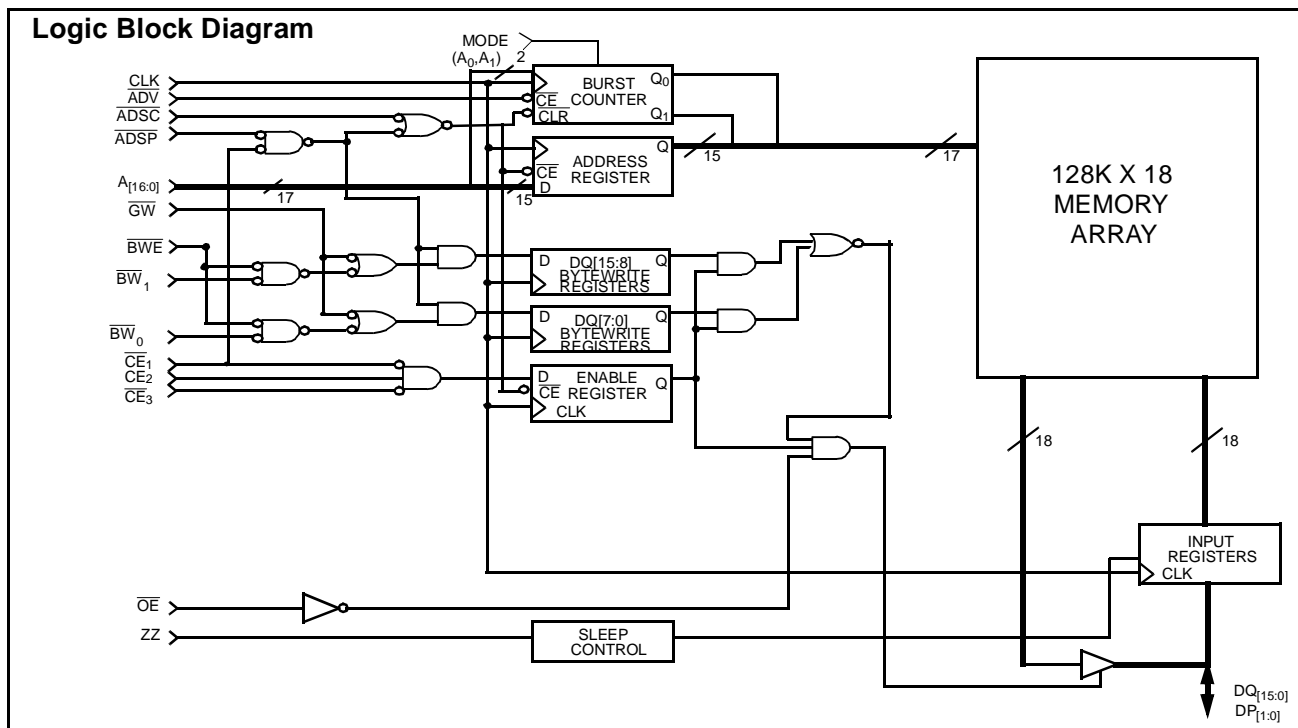 Logic Block Diagram
MODE
(A0,A1)
2
CLK
ADV
ADSC
ADSP
A[16:0]
GW
BWE
BW1
BW0
CE1
CE2
CE3
OE
ZZ
17
15
BURST
COUNTER
CE
CLR
Q0
Q1
ADDRESS
REGISTER
CE
D
Q
15
17
D
DQ[15:8]
BYTEWRITE
REGISTERS
Q
D
DQ[7:0]
BYTEWRITE
REGISTERS
Q
D
ENABLE
REGISTER
CE
CLK
Q
SLEEP
CONTROL
128K X 18
MEMORY
ARRAY
18
18
INPUT
REGISTERS
CLK
DQ[15:0]
DP[1:0]